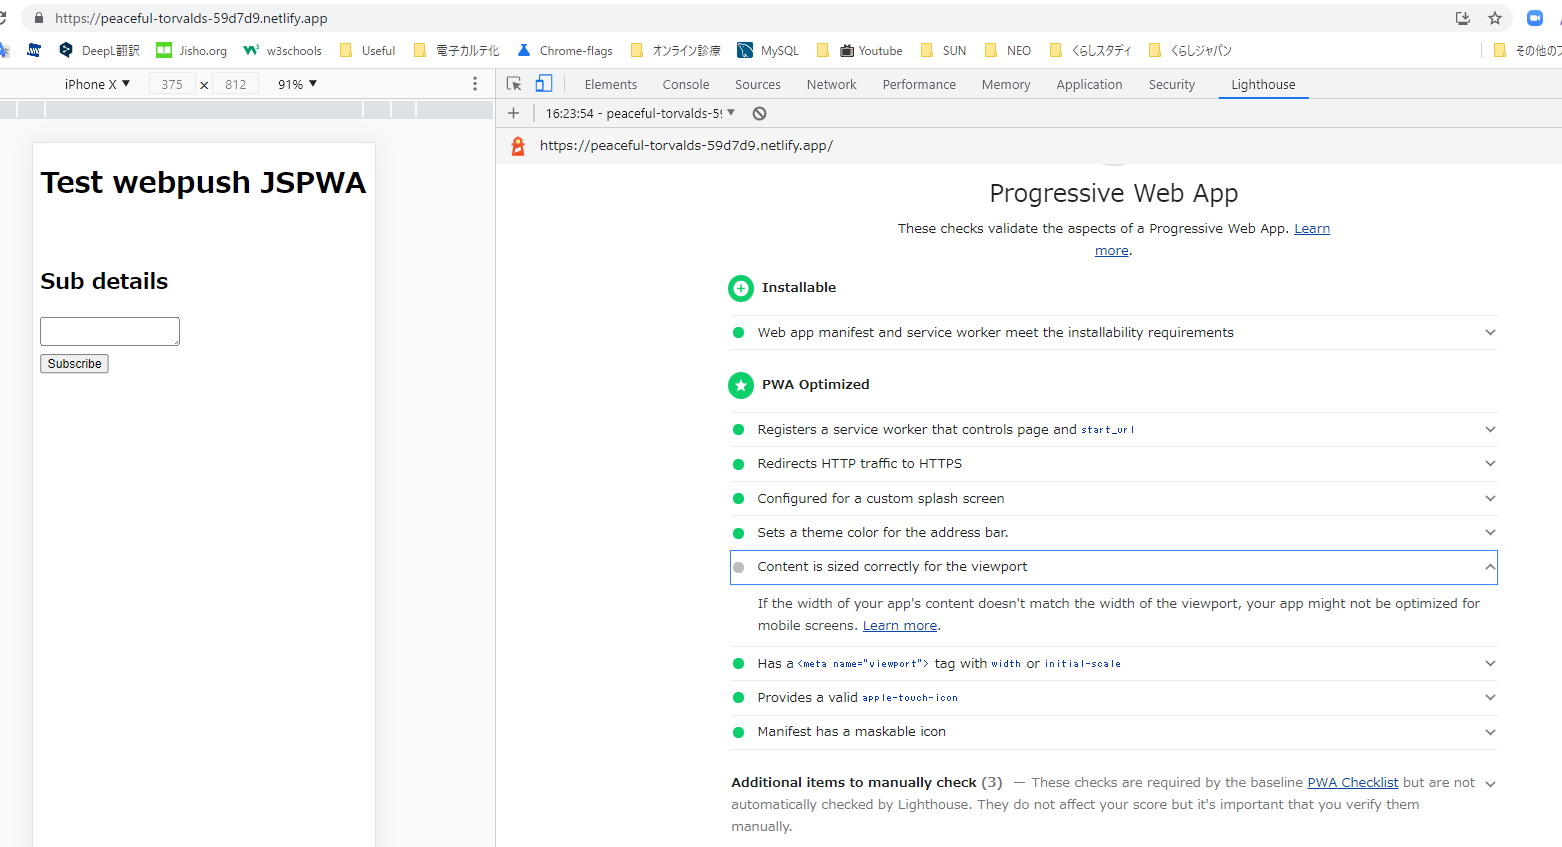 https://peaceful-torvalds-59d7d9.netlify.app
DeepL翻訳 Jisho.org w3schools Useful 電子カルテ化 Chrome-flags オンライン診療 MySQL Youtube SUN NEO くらしスタディ くらしジャパン その他のフ
iPhone X ▼ 375 × 812 91% ▼
Elements Console Sources Network Performance Memory Application Security Lighthouse
16:23:54 - peaceful-torvalds-59
https://peaceful-torvalds-59d7d9.netlify.app/
Test webpush JSPWA
Sub details
Subscribe
Progressive Web App
These checks validate the aspects of a Progressive Web App. Learn
more.
Installable
Web app manifest and service worker meet the installability requirements
PWA Optimized
Registers a service worker that controls page and start_url
Redirects HTTP traffic to HTTPS
Configured for a custom splash screen
Sets a theme color for the address bar.
Content is sized correctly for the viewport
If the width of your app's content doesn't match the width of the viewport, your app might not be optimized for
mobile screens. Learn more.
Has a <meta name="viewport"> tag with width or initial-scale
Provides a valid apple-touch-icon
Manifest has a maskable icon
Additional items to manually check (3) — These checks are required by the baseline PWA Checklist but are not
automatically checked by Lighthouse. They do not affect your score but it's important that you verify them
manually.